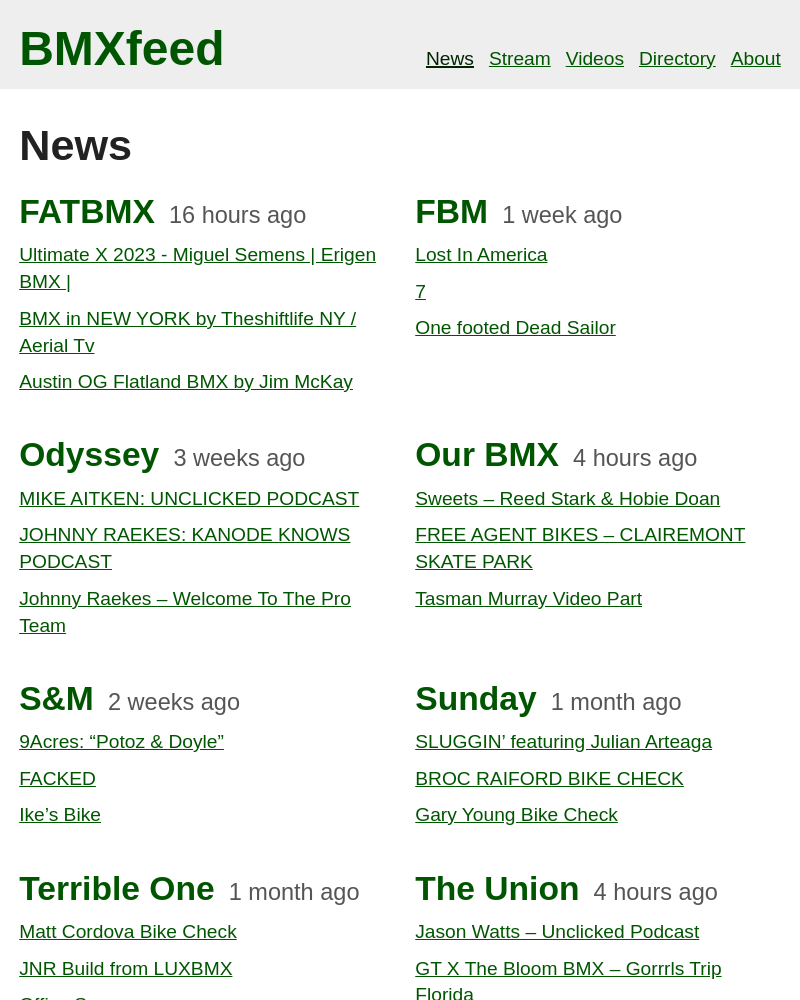 BMXfeed
News Stream Videos Directory About
News
FATBMX 16 hours ago
Ultimate X 2023 - Miguel Semens | Erigen
BMX |
BMX in NEW YORK by Theshiftlife NY /
Aerial Tv
Austin OG Flatland BMX by Jim McKay
FBM 1 week ago
Lost In America
7
One footed Dead Sailor
Odyssey 3 weeks ago
MIKE AITKEN: UNCLICKED PODCAST
JOHNNY RAEKES: KANODE KNOWS
PODCAST
Johnny Raekes – Welcome To The Pro
Team
Our BMX 4 hours ago
Sweets – Reed Stark & Hobie Doan
FREE AGENT BIKES – CLAIREMONT
SKATE PARK
Tasman Murray Video Part
S&M 2 weeks ago
9Acres: “Potoz & Doyle”
FACKED
Ike’s Bike
Sunday 1 month ago
SLUGGIN’ featuring Julian Arteaga
BROC RAIFORD BIKE CHECK
Gary Young Bike Check
Terrible One 1 month ago
Matt Cordova Bike Check
JNR Build from LUXBMX
The Union 4 hours ago
Jason Watts – Unclicked Podcast
GT X The Bloom BMX – Gorrrls Trip
Florida